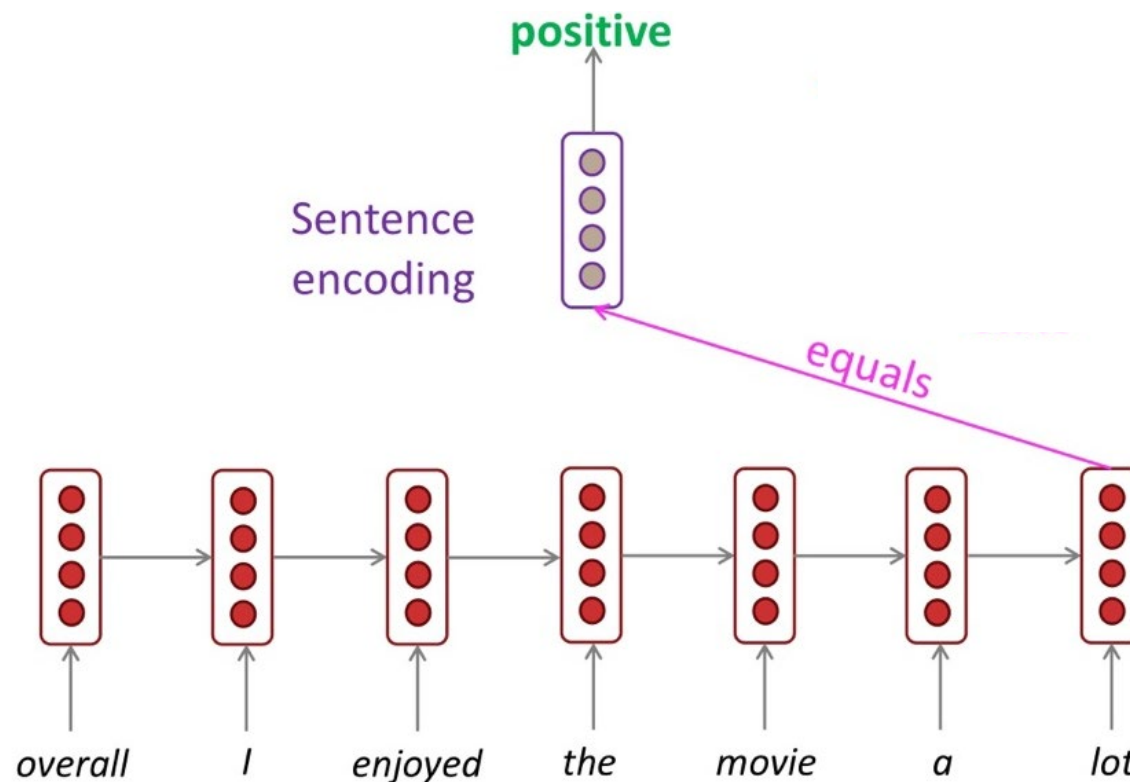 positive
Sentence
encoding
equals
overall I enjoyed the movie a lot